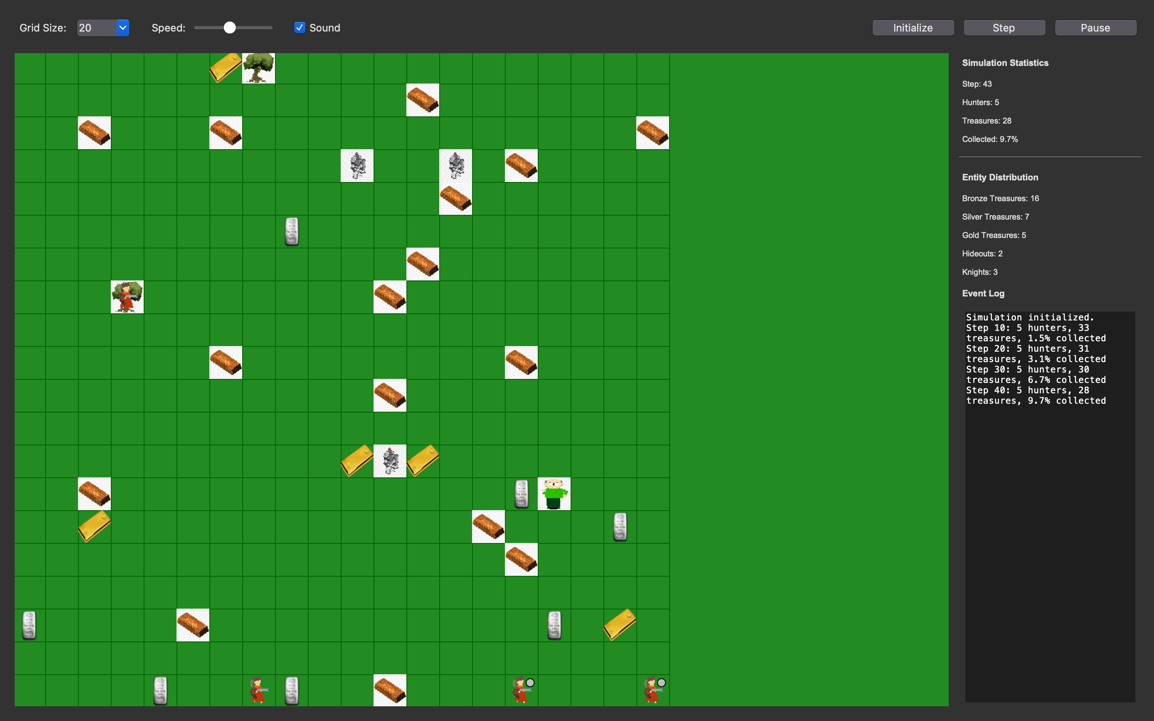 Grid Size: 20 Speed: Sound Initialize Step Pause
Simulation Statistics
Step: 43
Hunters: 5
Treasures: 28
Collected: 9.7%
Entity Distribution
Bronze Treasures: 16
Silver Treasures: 7
Gold Treasures: 5
Hideouts: 2
Knights: 3
Event Log
Simulation initialized.
Step 10: 5 hunters, 33
treasures, 1.5% collected
Step 20: 5 hunters, 31
treasures, 3.1% collected
Step 30: 5 hunters, 30
treasures, 6.7% collected
Step 40: 5 hunters, 28
treasures, 9.7% collected